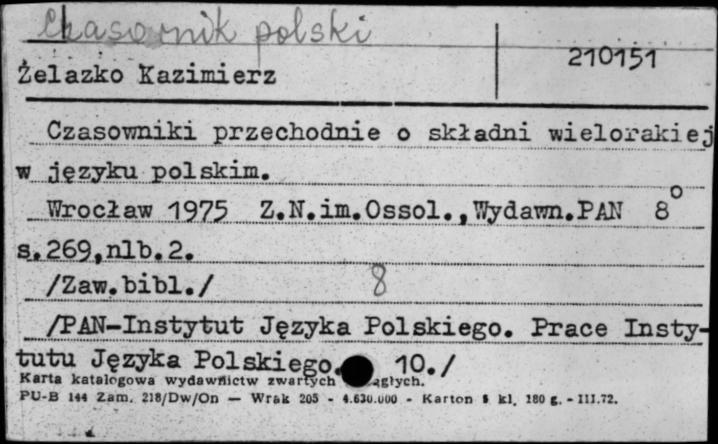 Czasownik polski
210151
Żelazko Kazimierz
Czasowniki przechodnie o składni wielorakiej
w języku polskim.
Wrocław 1975 Z.N.im.Ossol.,Wydawn.PAN 8°
s.269,nlb.2.
/Zaw.bibl./ 8
/PAN-Instytut Języka Polskiego. Prace Insty-
tutu Języka Polskiego. 10./
Karta katalogowa wydawnictw zwartych
PU-B 144 Zam. 218/Dw/On — Wrak 205 - 4.630.000 - Karton kl. 180 g. - III.72.